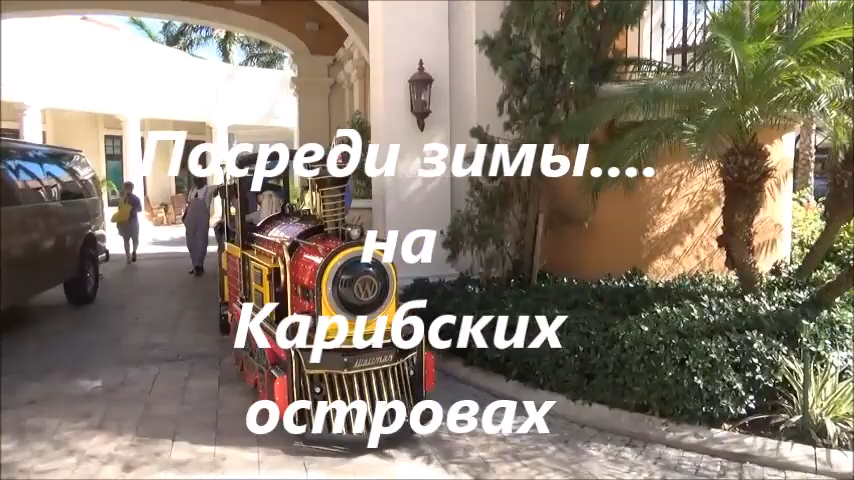 Посреди зимы....
на
Карибских
островах
W